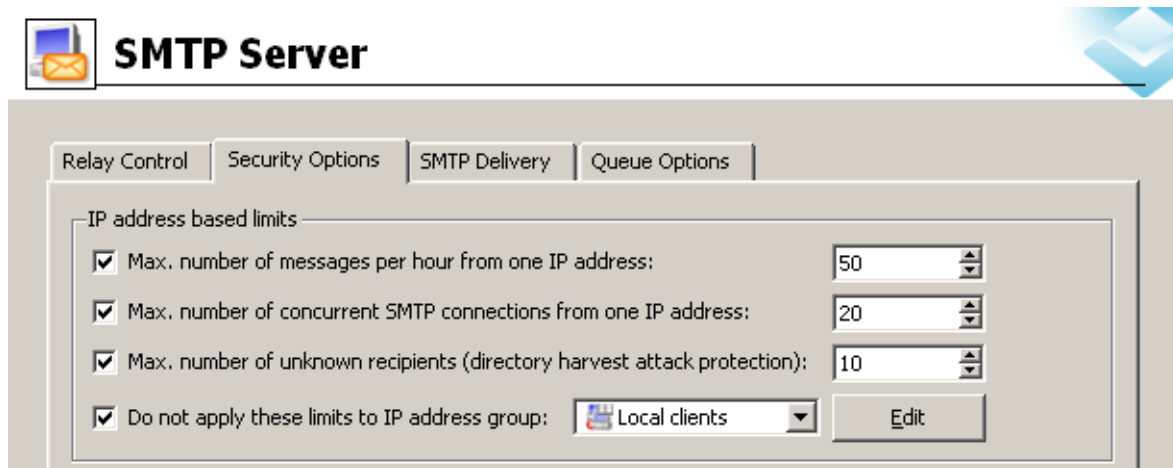 SMTP Server
Relay Control
Security Options
SMTP Delivery
Queue Options
IP address based limits
Max. number of messages per hour from one IP address: 50
Max. number of concurrent SMTP connections from one IP address: 20
Max. number of unknown recipients (directory harvest attack protection): 10
Do not apply these limits to IP address group: Local clients Edit